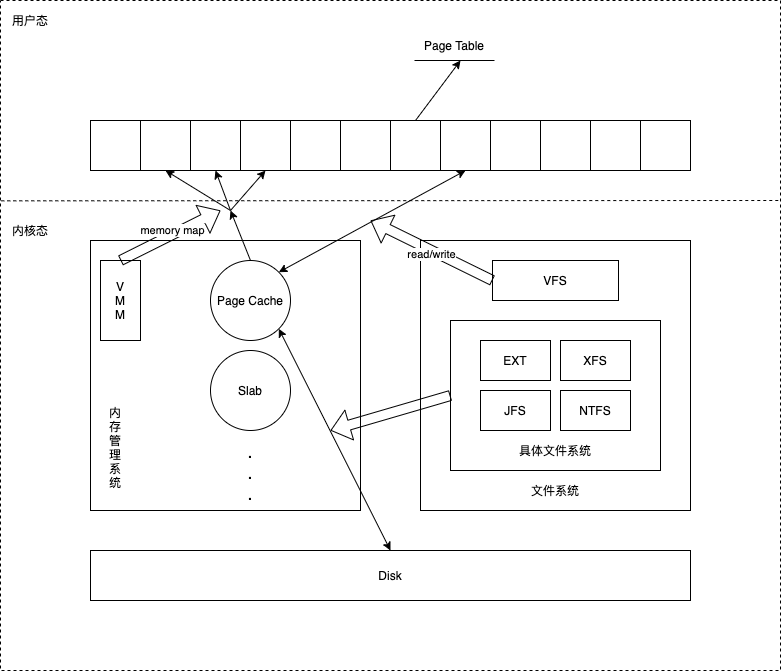 用户态
Page Table
内核态
memory map
read/write
V
M
M
Page Cache
VFS
EXT
XFS
Slab
JFS
NTFS
内
存
管
理
系
统
具体文件系统
文件系统
.
.
.
Disk